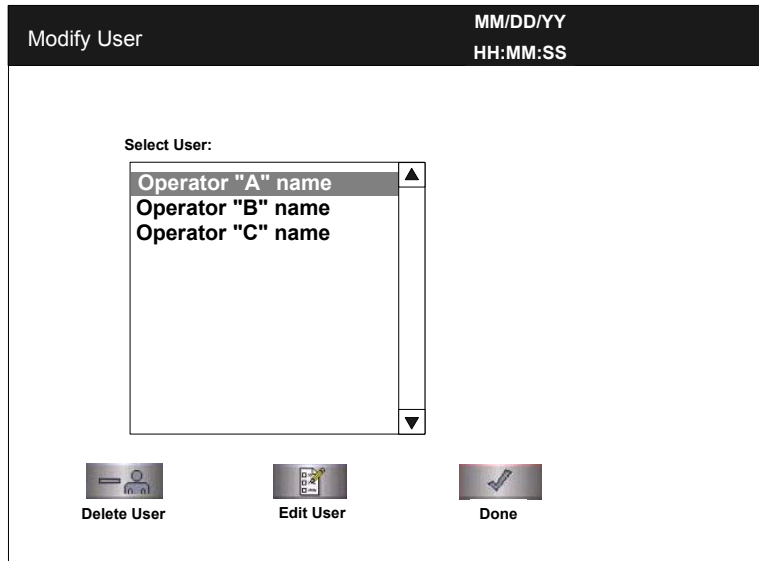 Modify User
MM/DD/YY
HH:MM:SS
Select User:
Operator "A" name
Operator "B" name
Operator "C" name
Delete User
Edit User
Done